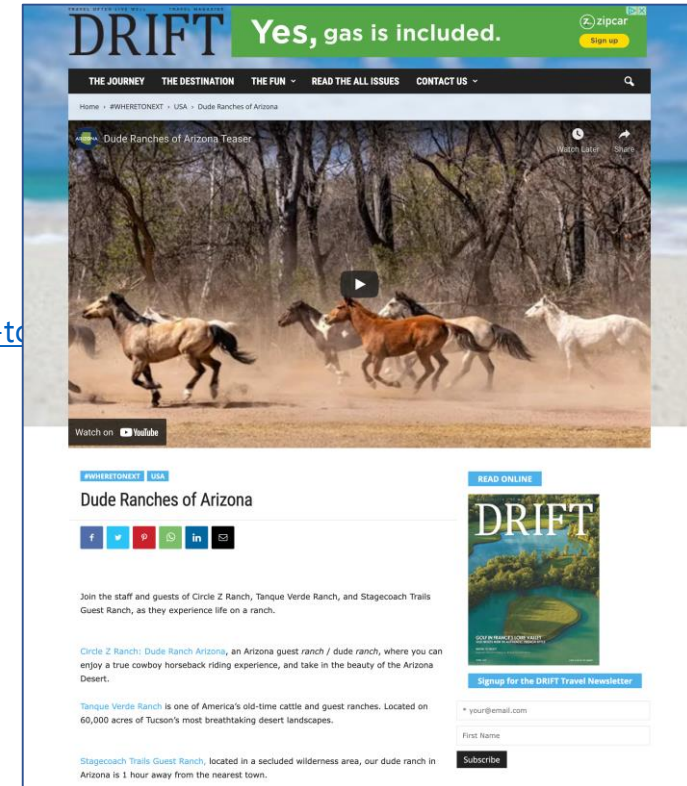 TRAVEL OFTEN LIVE WELL TRAVEL MAGAZINE
DRIFT
Yes, gas is included.
zipcar
Sign up
THE JOURNEY THE DESTINATION THE FUN READ THE ALL ISSUES CONTACT US
Home › #WHERETONEXT › USA › Dude Ranches of Arizona
ARIZONA Dude Ranches of Arizona Teaser
Watch Later Share
-to
Watch on YouTube
#WHERETONEXT USA
Dude Ranches of Arizona
Join the staff and guests of Circle Z Ranch, Tanque Verde Ranch, and Stagecoach Trails
Guest Ranch, as they experience life on a ranch.
Circle Z Ranch: Dude Ranch Arizona, an Arizona guest ranch / dude ranch, where you can
enjoy a true cowboy horseback riding experience, and take in the beauty of the Arizona
Desert.
Tanque Verde Ranch is one of America's old-time cattle and guest ranches. Located on
60,000 acres of Tucson's most breathtaking desert landscapes.
Stagecoach Trails Guest Ranch, located in a secluded wilderness area, our dude ranch in
Arizona is 1 hour away from the nearest town.
READ ONLINE
DRIFT
GOLF IN FRANCE'S LOIRE VALLEY
Signup for the DRIFT Travel Newsletter
* your@email.com
First Name
Subscribe